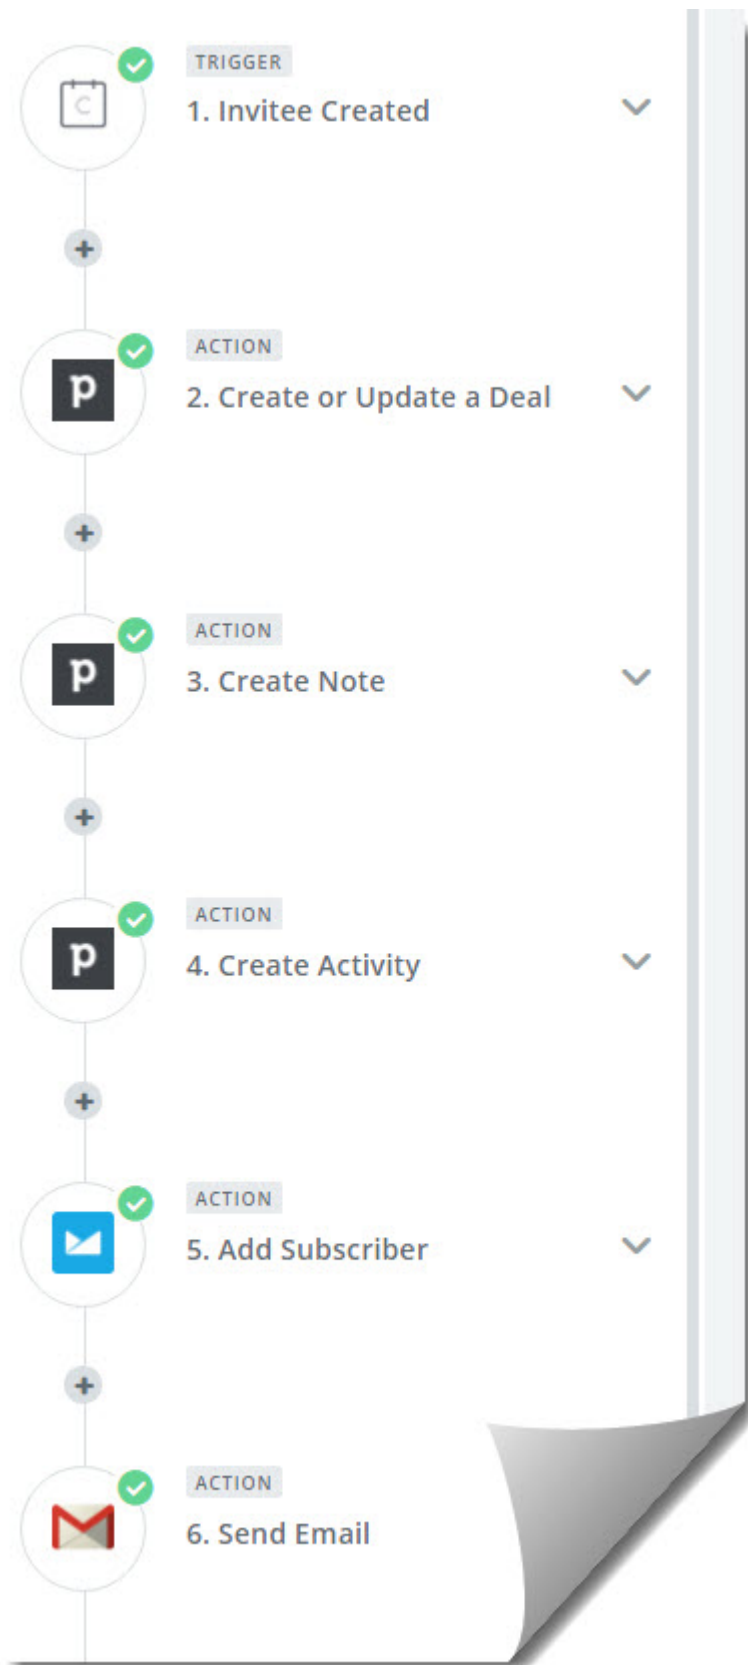 TRIGGER
1. Invitee Created
ACTION
2. Create or Update a Deal
ACTION
3. Create Note
ACTION
4. Create Activity
ACTION
5. Add Subscriber
ACTION
6. Send Email